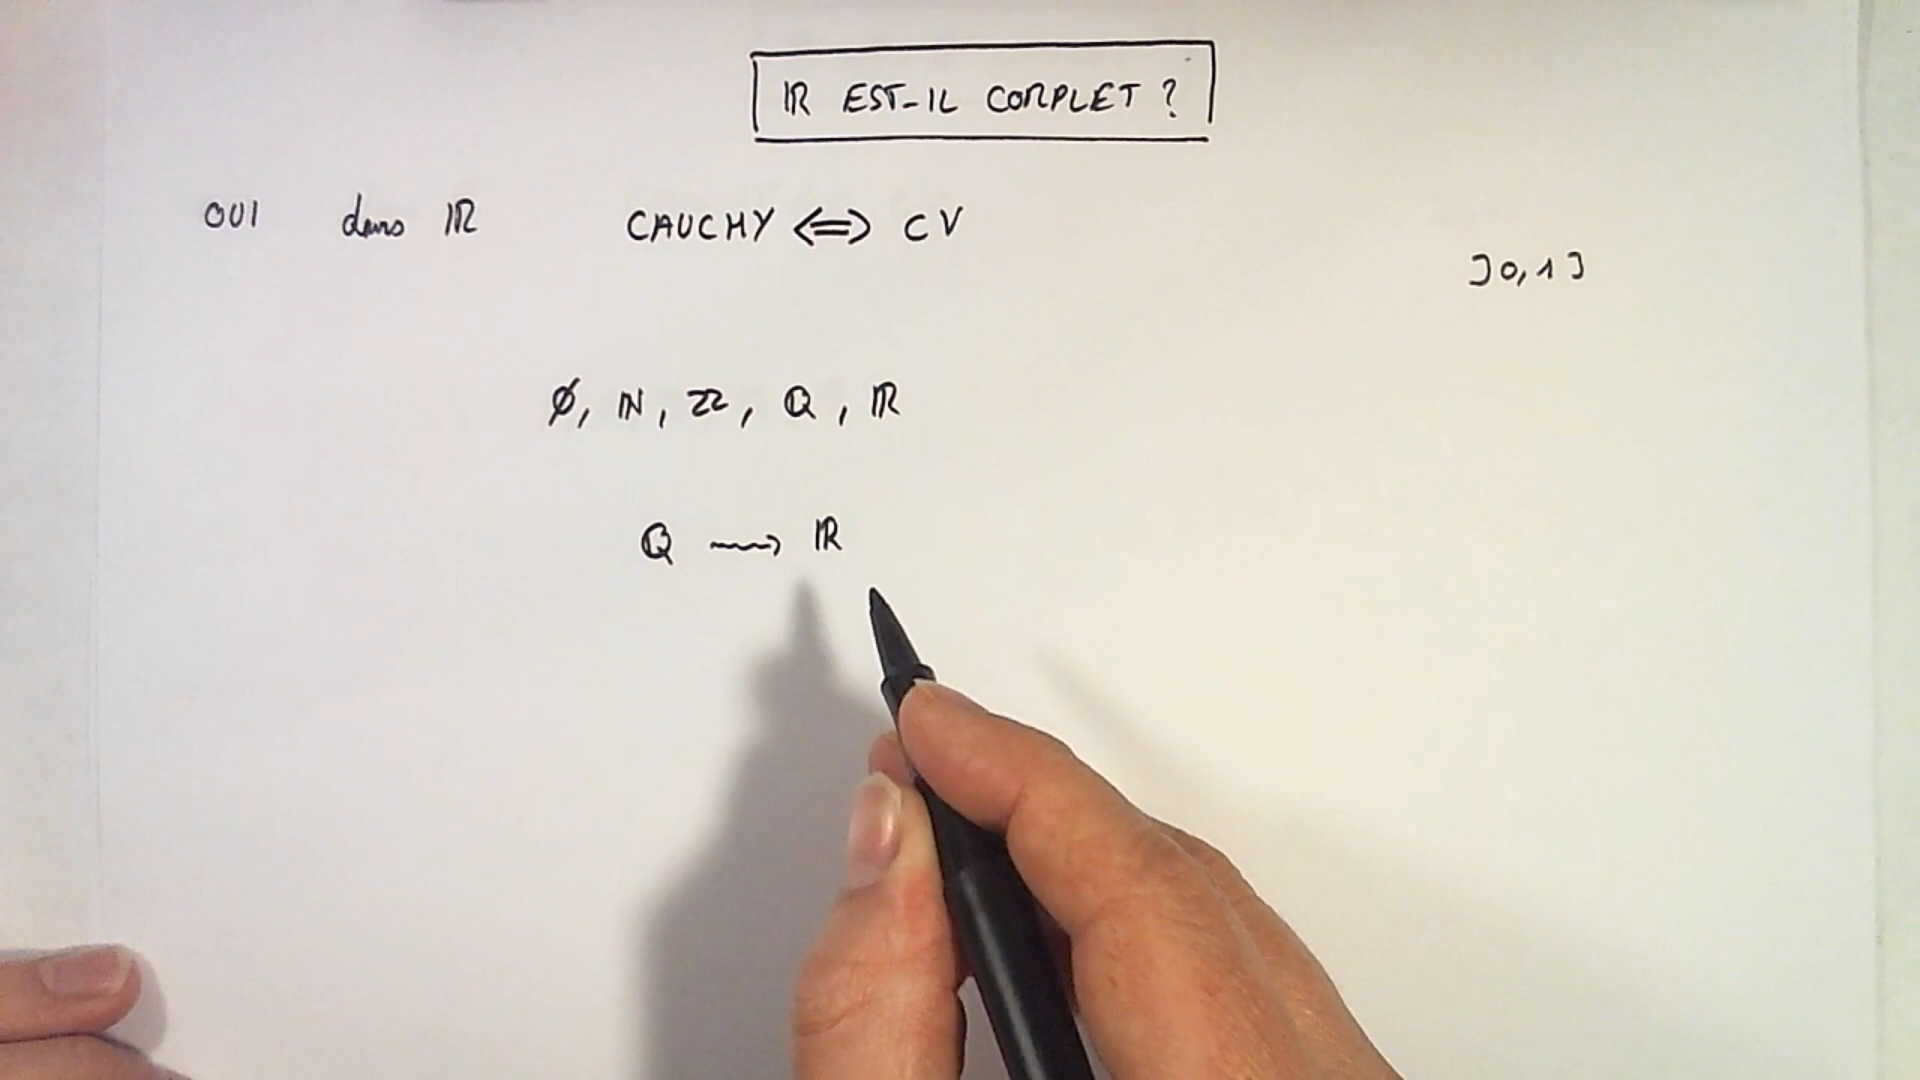 ℝ EST-IL COMPLET ?
OUI dans ℝ CAUCHY <=> CV
]0,1]
∅, ℕ, ℤ, ℚ, ℝ
ℚ ⟿ ℝ